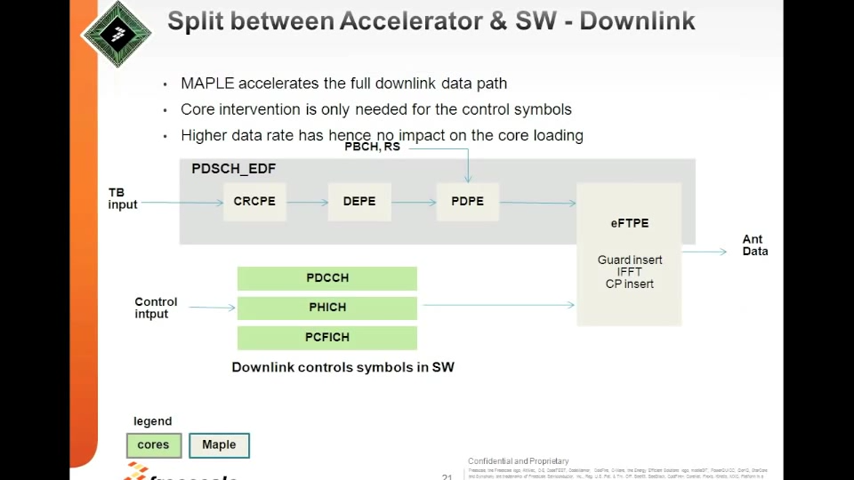 Split between Accelerator & SW - Downlink
• MAPLE accelerates the full downlink data path
• Core intervention is only needed for the control symbols
• Higher data rate has hence no impact on the core loading
PBCH, RS
PDSCH_EDF
TB
input
CRCPE
DEPE
PDPE
eFTPE
Guard insert
IFFT
CP insert
Ant
Data
PDCCH
Control
intput
PHICH
PCFICH
Downlink controls symbols in SW
legend
cores
Maple
Confidential and Proprietary
freescale
21